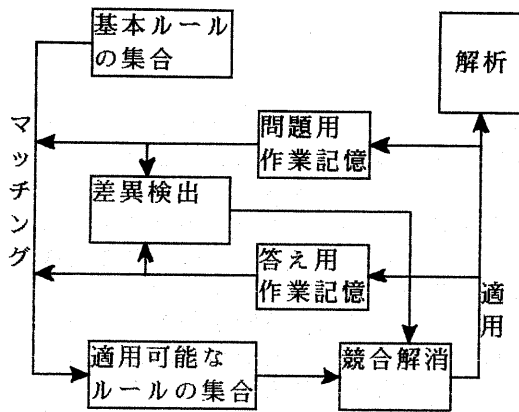 基本ルール
の集合
解析
マッチング
問題用
作業記憶
差異検出
答え用
作業記憶
適用
適用可能な
ルールの集合
競合解消